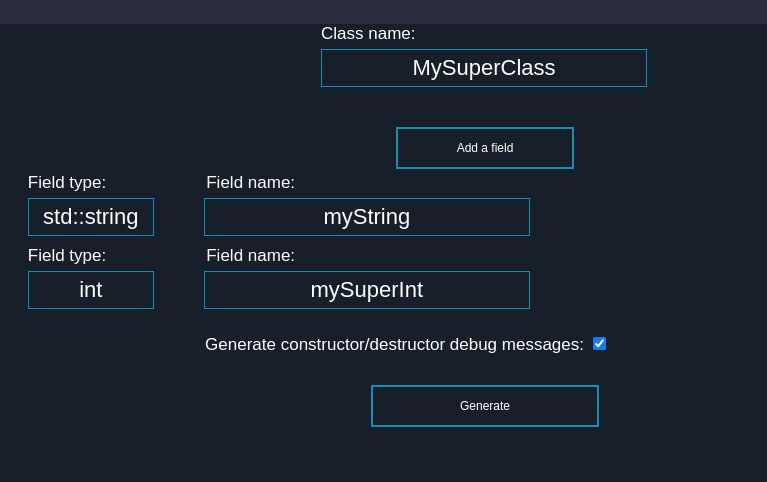 Class name:
MySuperClass
Add a field
Field type: Field name:
std::string myString
Field type: Field name:
int mySuperInt
Generate constructor/destructor debug messages:
Generate